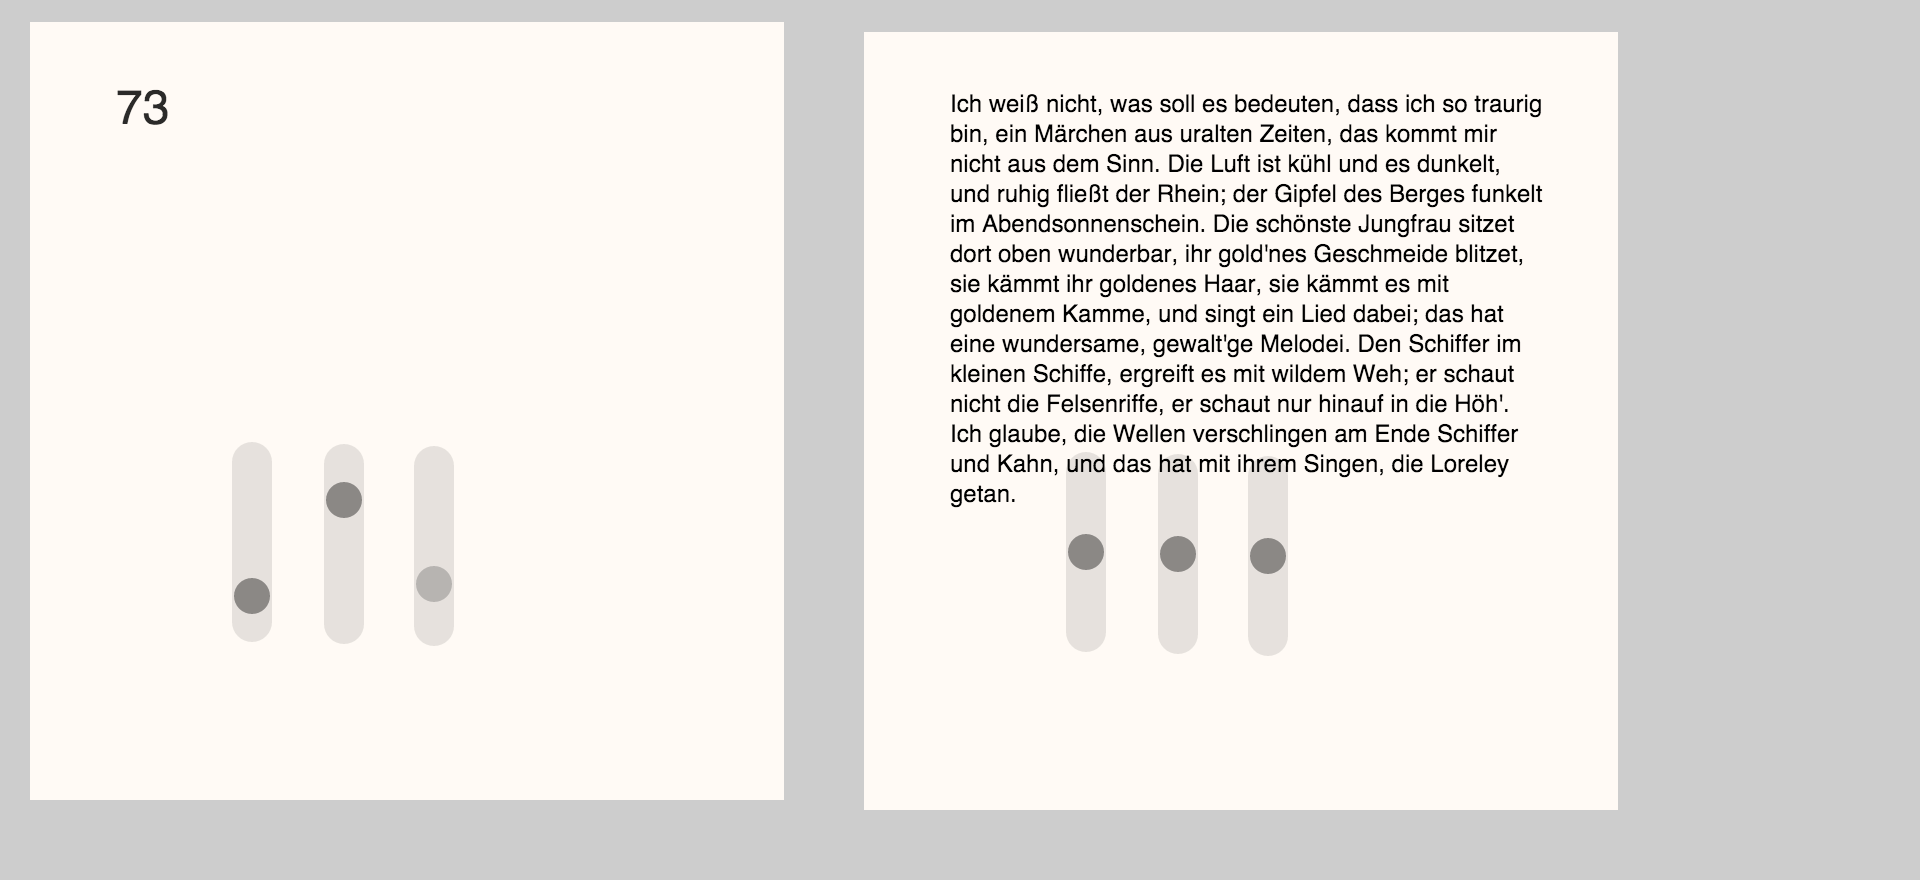 73
Ich weiß nicht, was soll es bedeuten, dass ich so traurig
bin, ein Märchen aus uralten Zeiten, das kommt mir
nicht aus dem Sinn. Die Luft ist kühl und es dunkelt,
und ruhig fließt der Rhein; der Gipfel des Berges funkelt
im Abendsonnenschein. Die schönste Jungfrau sitzet
dort oben wunderbar, ihr gold'nes Geschmeide blitzet,
sie kämmt ihr goldenes Haar, sie kämmt es mit
goldenem Kamme, und singt ein Lied dabei; das hat
eine wundersame, gewalt'ge Melodei. Den Schiffer im
kleinen Schiffe, ergreift es mit wildem Weh; er schaut
nicht die Felsenriffe, er schaut nur hinauf in die Höh'.
Ich glaube, die Wellen verschlingen am Ende Schiffer
und Kahn, und das hat mit ihrem Singen, die Loreley
getan.